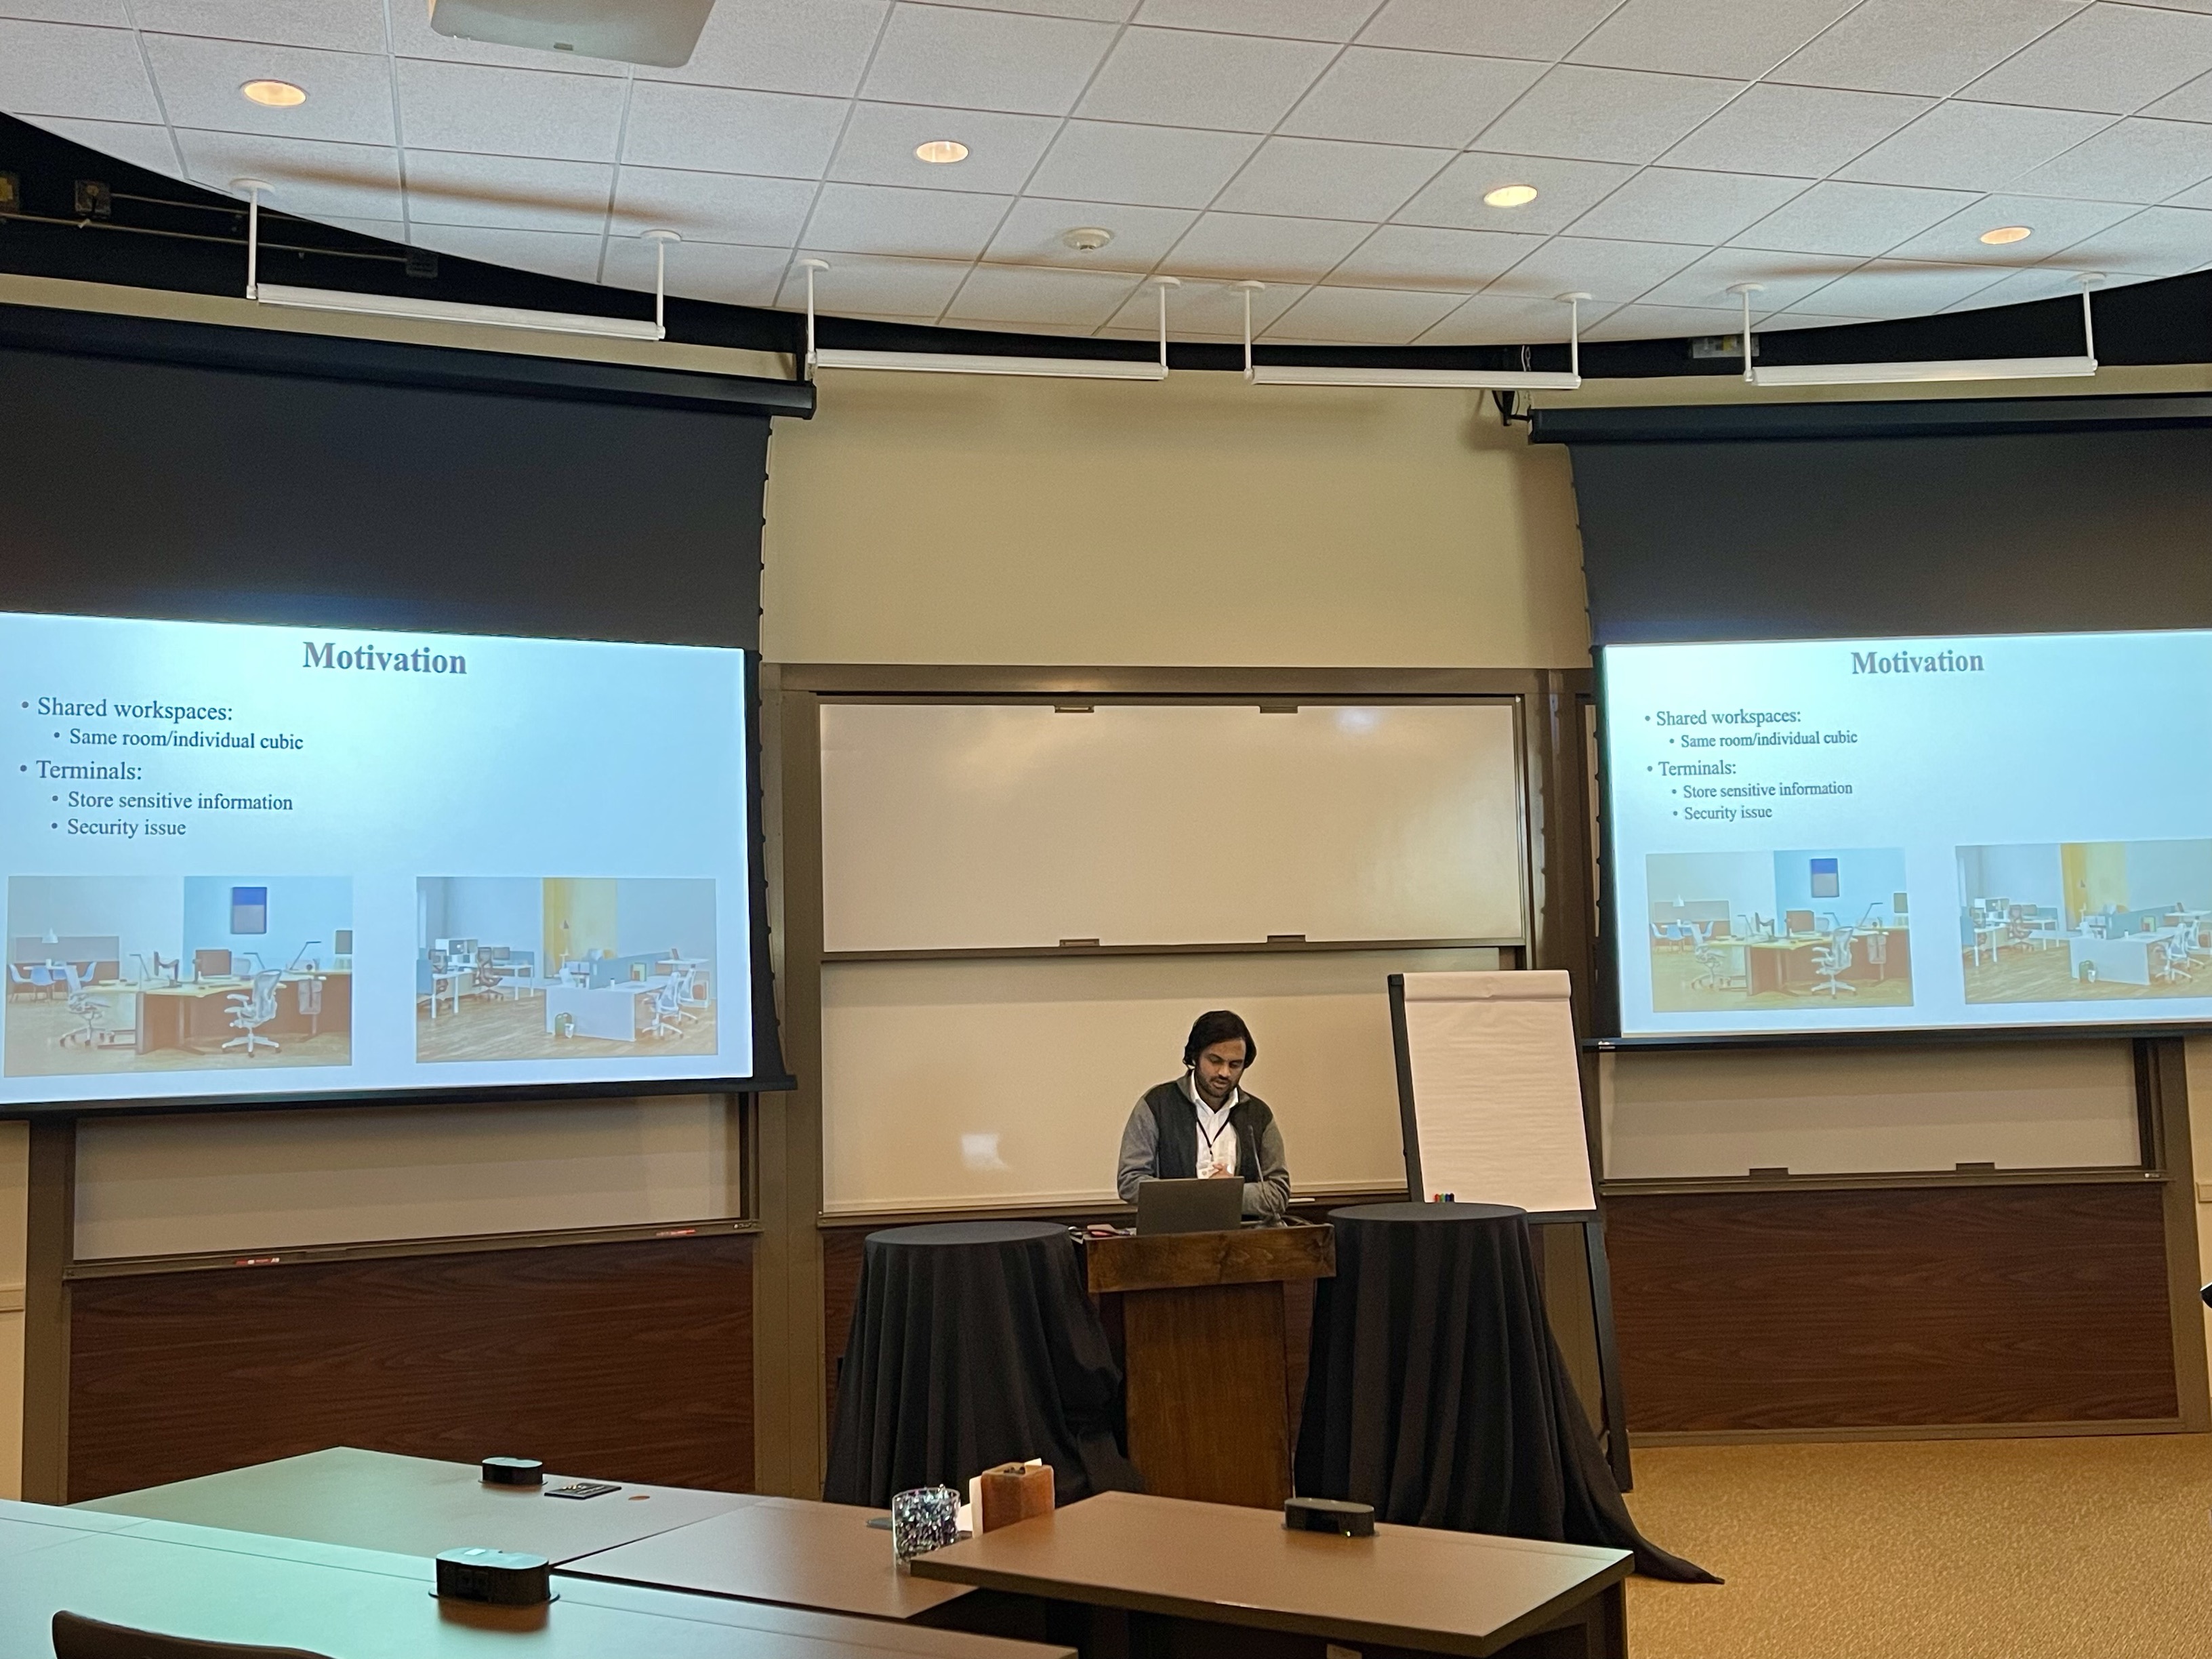 Motivation
• Shared workspaces:
• Same room/individual cubic
• Terminals:
• Store sensitive information
• Security issue
Motivation
• Shared workspaces:
• Same room/individual cubic
• Terminals:
• Store sensitive information
• Security issue